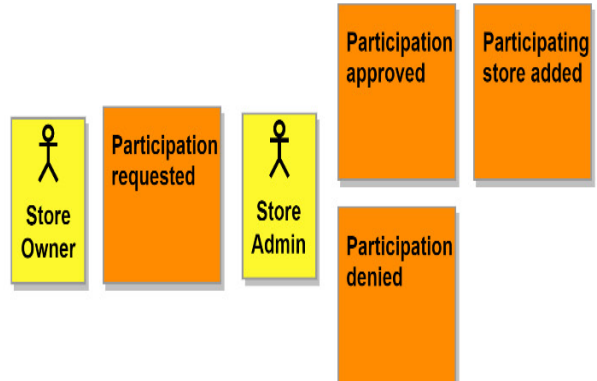 Store
Owner
Participation
requested
Store
Admin
Participation
approved
Participating
store added
Participation
denied